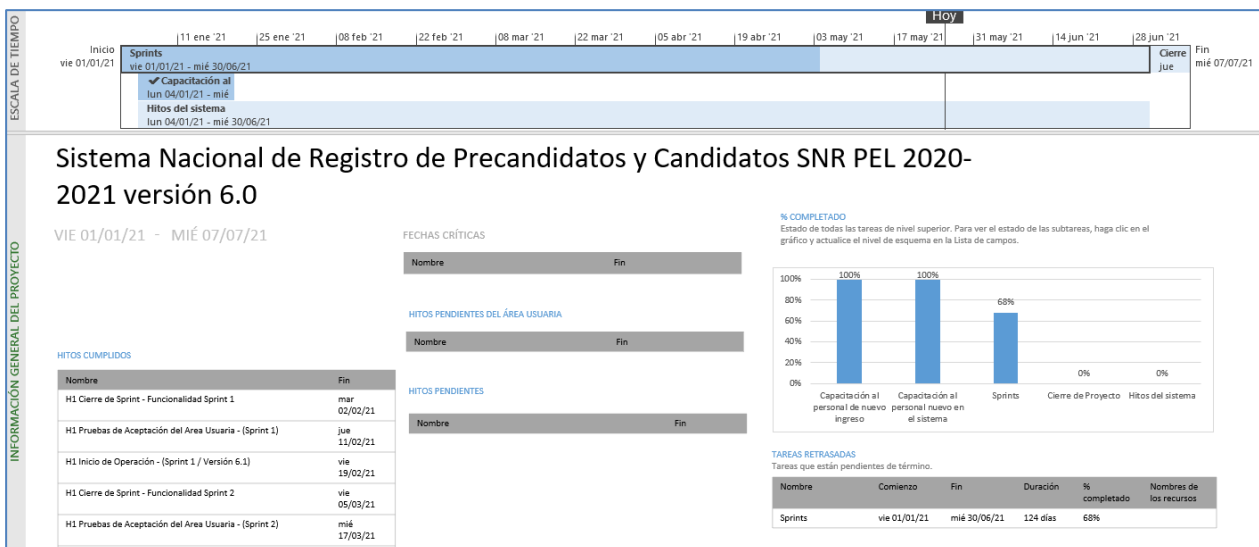 ESCALA DE TIEMPO
Hoy
11 ene '21 25 ene '21 08 feb '21 22 feb '21 08 mar '21 22 mar '21 05 abr '21 19 abr '21 03 may '21 17 may '21 31 may '21 14 jun '21 28 jun '21
Inicio
vie 01/01/21
Sprints
vie 01/01/21 - mié 30/06/21
Cierre
jue
Fin
mié 07/07/21
✔ Capacitación al
lun 04/01/21 - mié
Hitos del sistema
lun 04/01/21 - mié 30/06/21
INFORMACIÓN GENERAL DEL PROYECTO
Sistema Nacional de Registro de Precandidatos y Candidatos SNR PEL 2020-
2021 versión 6.0
VIE 01/01/21 - MIÉ 07/07/21
HITOS CUMPLIDOS
Nombre Fin
H1 Cierre de Sprint - Funcionalidad Sprint 1 mar
02/02/21
H1 Pruebas de Aceptación del Area Usuaria - (Sprint 1) jue
11/02/21
H1 Inicio de Operación - (Sprint 1 / Versión 6.1) vie
19/02/21
H1 Cierre de Sprint - Funcionalidad Sprint 2 vie
05/03/21
H1 Pruebas de Aceptación del Area Usuaria - (Sprint 2) mié
17/03/21
FECHAS CRÍTICAS
Nombre Fin
HITOS PENDIENTES DEL ÁREA USUARIA
Nombre Fin
HITOS PENDIENTES
Nombre Fin
% COMPLETADO
Estado de todas las tareas de nivel superior. Para ver el estado de las subtareas, haga clic en el
gráfico y actualice el nivel de esquema en la Lista de campos.
100%
80%
60%
40%
20%
0%
100% 100% 68% 0% 0%
Capacitación al
personal de nuevo
ingreso
Capacitación al
personal nuevo en
el sistema
Sprints
Cierre de Proyecto
Hitos del sistema
TAREAS RETRASADAS
Tareas que están pendientes de término.
Nombre Comienzo Fin Duración %
completado Nombres de
los recursos
Sprints vie 01/01/21 mié 30/06/21 124 días 68%